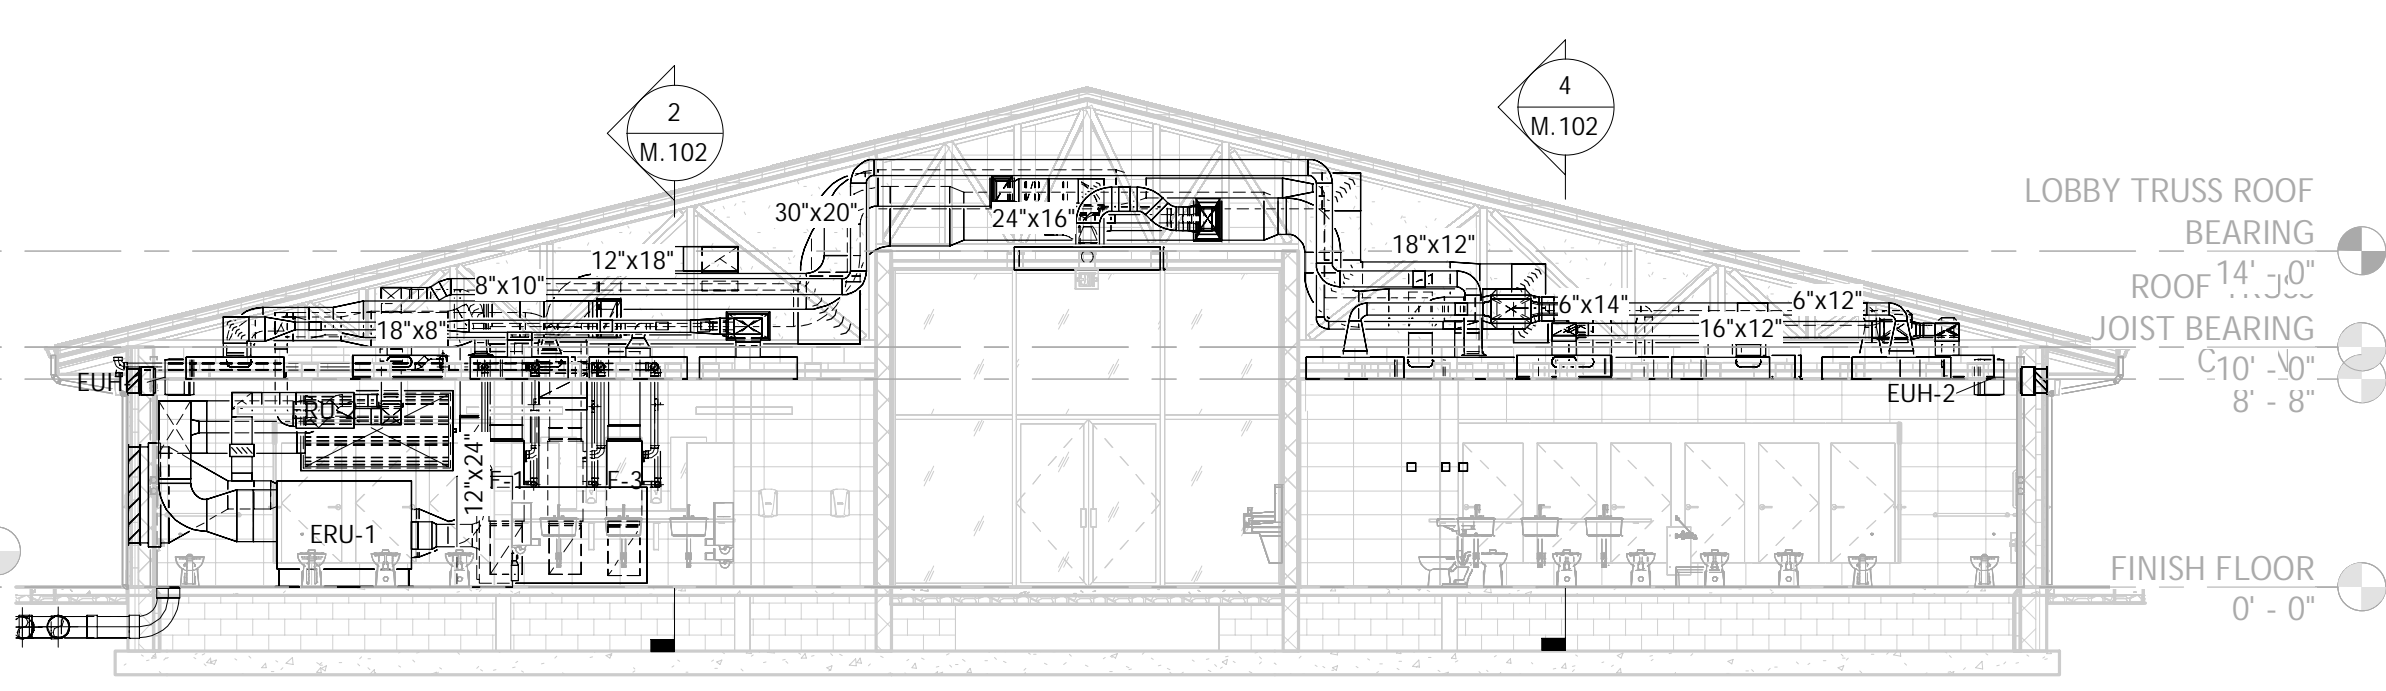 4
M.102
2
M.102
LOBBY TRUSS ROOF
BEARING
14' - 0"
ROOF TRUSS
JOIST BEARING
10' - 0"
8' - 8"
30"x20"
24"x16"
18"x12"
12"x18"
8"x10"
18"x8"
6"x14"
6"x12"
16"x12"
EUH
EUH-2
12"x24"
ERU-1
FINISH FLOOR
0' - 0"